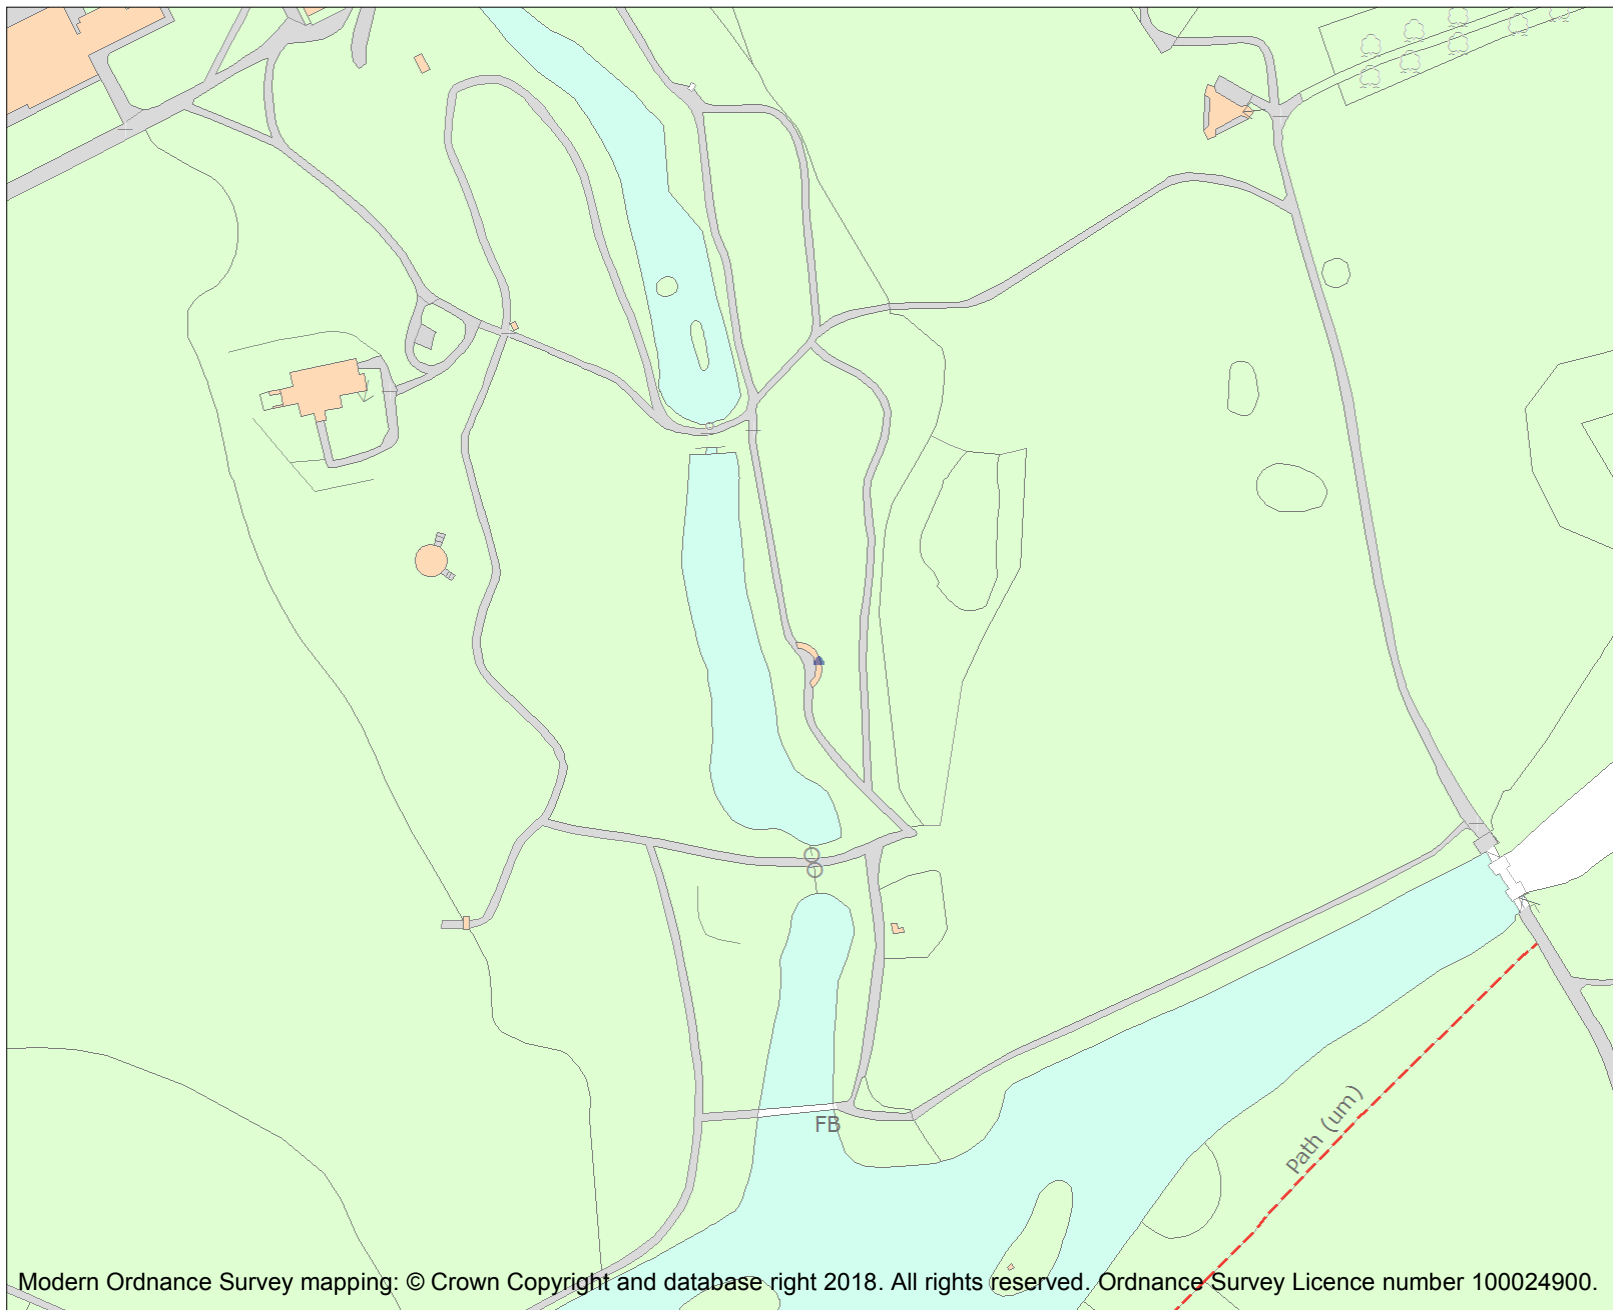 FB
Path (um)
Modern Ordnance Survey mapping: © Crown Copyright and database right 2018. All rights reserved. Ordnance Survey Licence number 100024900.